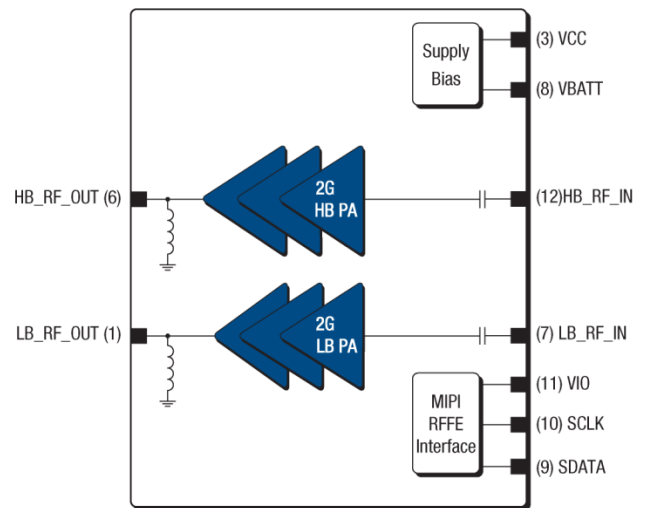 Supply
Bias
(3) VCC
(8) VBATT
HB_RF_OUT (6)
2G
HB PA
(12)HB_RF_IN
LB_RF_OUT (1)
2G
LB PA
(7) LB_RF_IN
MIPI
RFFE
Interface
(11) VIO
(10) SCLK
(9) SDATA